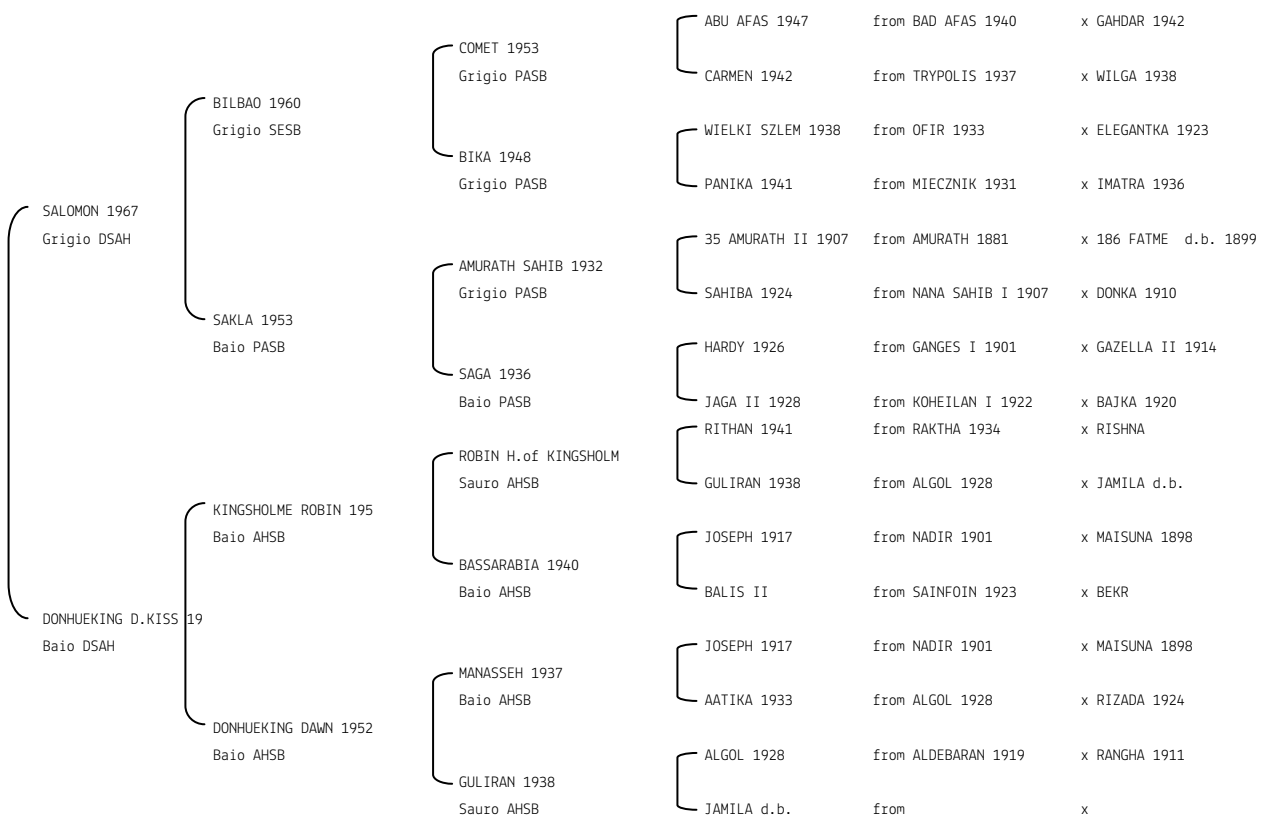 ABU AFAS 1947 from BAD AFAS 1940 x GAHDAR 1942
COMET 1953
Grigio PASB
CARMEN 1942 from TRYPOLIS 1937 x WILGA 1938
BILBAO 1960
Grigio SESB
WIELKI SZLEM 1938 from OFIR 1933 x ELEGANTKA 1923
BIKA 1948
Grigio PASB
PANIKA 1941 from MIECZNIK 1931 x IMATRA 1936
SALOMON 1967
Grigio DSAH
35 AMURATH II 1907 from AMURATH 1881 x 186 FATME d.b. 1899
AMURATH SAHIB 1932
Grigio PASB
SAHIBA 1924 from NANA SAHIB I 1907 x DONKA 1910
SAKLA 1953
Baio PASB
HARDY 1926 from GANGES I 1901 x GAZELLA II 1914
SAGA 1936
Baio PASB
JAGA II 1928 from KOHEILAN I 1922 x BAJKA 1920
RITHAN 1941 from RAKTHA 1934 x RISHNA
ROBIN H.of KINGSHOLM
Sauro AHSB
GULIRAN 1938 from ALGOL 1928 x JAMILA d.b.
KINGSHOLME ROBIN 195
Baio AHSB
JOSEPH 1917 from NADIR 1901 x MAISUNA 1898
BASSARABIA 1940
Baio AHSB
BALIS II from SAINFOIN 1923 x BEKR
DONHUEKING D.KISS 19
Baio DSAH
JOSEPH 1917 from NADIR 1901 x MAISUNA 1898
MANASSEH 1937
Baio AHSB
AATIKA 1933 from ALGOL 1928 x RIZADA 1924
DONHUEKING DAWN 1952
Baio AHSB
ALGOL 1928 from ALDEBARAN 1919 x RANGHA 1911
GULIRAN 1938
Sauro AHSB
JAMILA d.b. from x